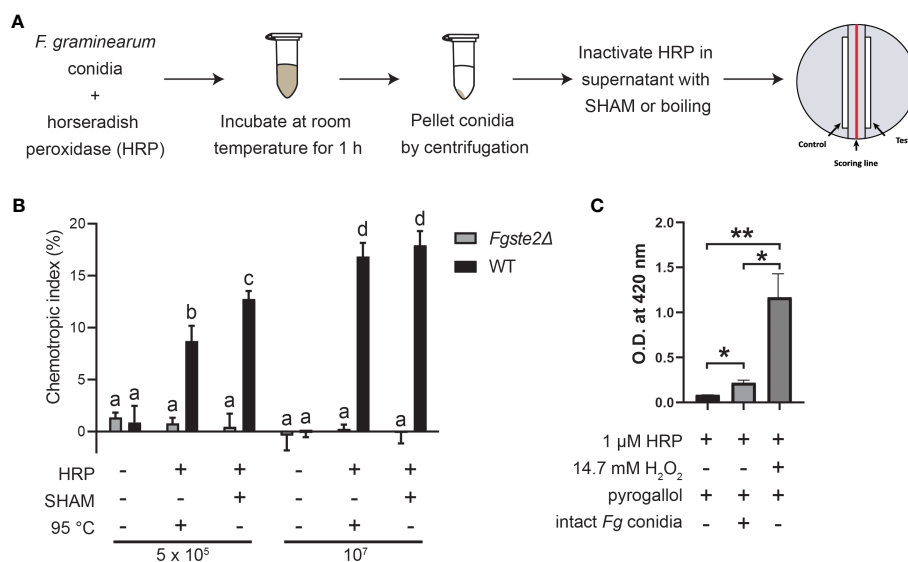 A
F. graminearum
conidia
+
horseradish
peroxidase (HRP)
Incubate at room
temperature for 1 h
Pellet conidia
by centrifugation
Inactivate HRP in
supernatant with
SHAM or boiling
Control
Test
Scoring line
B
Chemotropic index (%)
20
15
10
5
0
a a a b a c a a a d a d
Fgste2Δ
WT
HRP - + + - + +
SHAM - - + - - +
95 °C - + - - + -
5 x 10⁵ 10⁷
C
O.D. at 420 nm
2.0
1.5
1.0
0.5
0.0
**
*
*
1 µM HRP + + +
14.7 mM H₂O₂ - - +
pyrogallol + + +
intact Fg conidia - + -